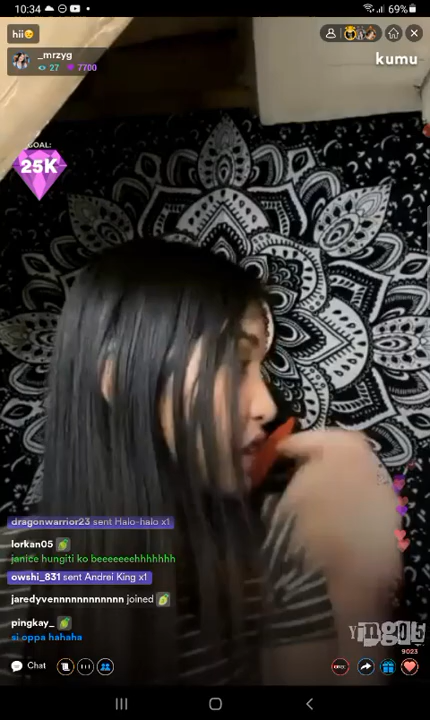 10:34
69%
hii
_mrzyg
27 7700
kumu
GOAL:
25K
dragonwarrior23 sent Halo-halo x1
lorkan05
janice hungiti ko beeeeeeehhhhhhh
owshi_831 sent Andrei King x1
jaredyvennnnnnnnnnnn joined
pingkay_
si oppa hahaha
9023
Chat